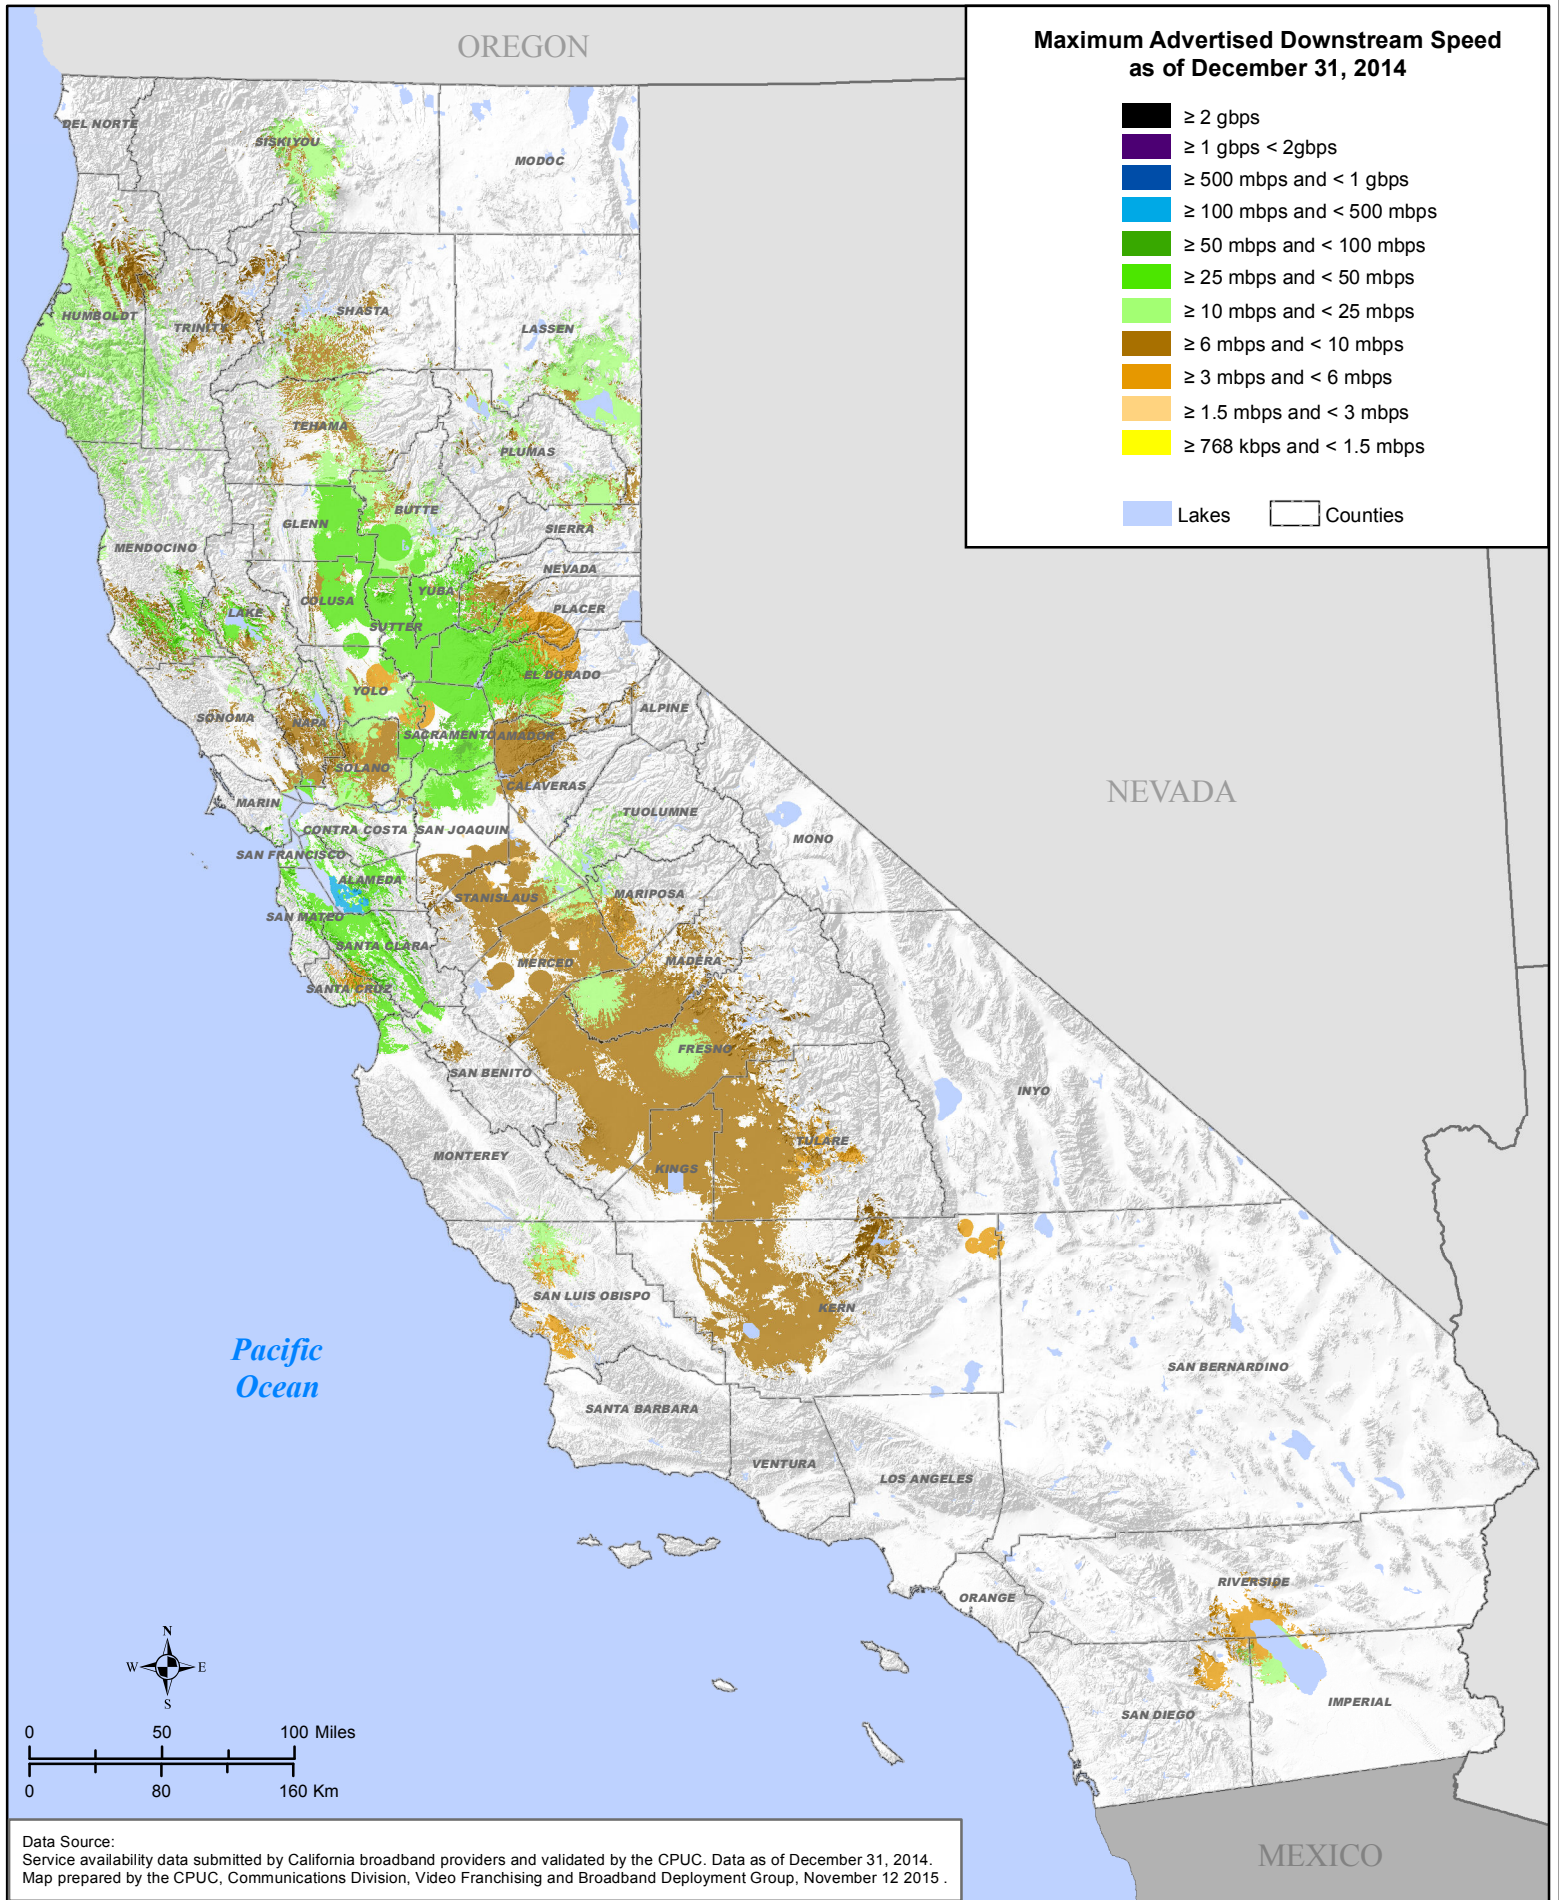 Maximum Advertised Downstream Speed
as of December 31, 2014
≥ 2 gbps
≥ 1 gbps < 2gbps
≥ 500 mbps and < 1 gbps
≥ 100 mbps and < 500 mbps
≥ 50 mbps and < 100 mbps
≥ 25 mbps and < 50 mbps
≥ 10 mbps and < 25 mbps
≥ 6 mbps and < 10 mbps
≥ 3 mbps and < 6 mbps
≥ 1.5 mbps and < 3 mbps
≥ 768 kbps and < 1.5 mbps
Lakes
Counties
OREGON
DEL NORTE
SISKIYOU
MODOC
HUMBOLDT
TRINITY
SHASTA
LASSEN
TEHAMA
PLUMAS
GLENN
BUTTE
SIERRA
MENDOCINO
NEVADA
COLUSA
YUBA
LAKE
PLACER
SUTTER
EL DORADO
YOLO
ALPINE
SONOMA
NAPA
SACRAMENTO
AMADOR
SOLANO
CALAVERAS
MARIN
TUOLUMNE
CONTRA COSTA
SAN JOAQUIN
MONO
NEVADA
SAN FRANCISCO
ALAMEDA
STANISLAUS
MARIPOSA
SAN MATEO
SANTA CLARA
MERCED
MADERA
SANTA CRUZ
FRESNO
SAN BENITO
INYO
MONTEREY
TULARE
KINGS
SAN LUIS OBISPO
KERN
SAN BERNARDINO
Pacific
Ocean
SANTA BARBARA
VENTURA
LOS ANGELES
RIVERSIDE
ORANGE
SAN DIEGO
IMPERIAL
MEXICO
N
W
E
S
0 50 100 Miles
0 80 160 Km
Data Source:
Service availability data submitted by California broadband providers and validated by the CPUC. Data as of December 31, 2014.
Map prepared by the CPUC, Communications Division, Video Franchising and Broadband Deployment Group, November 12 2015 .